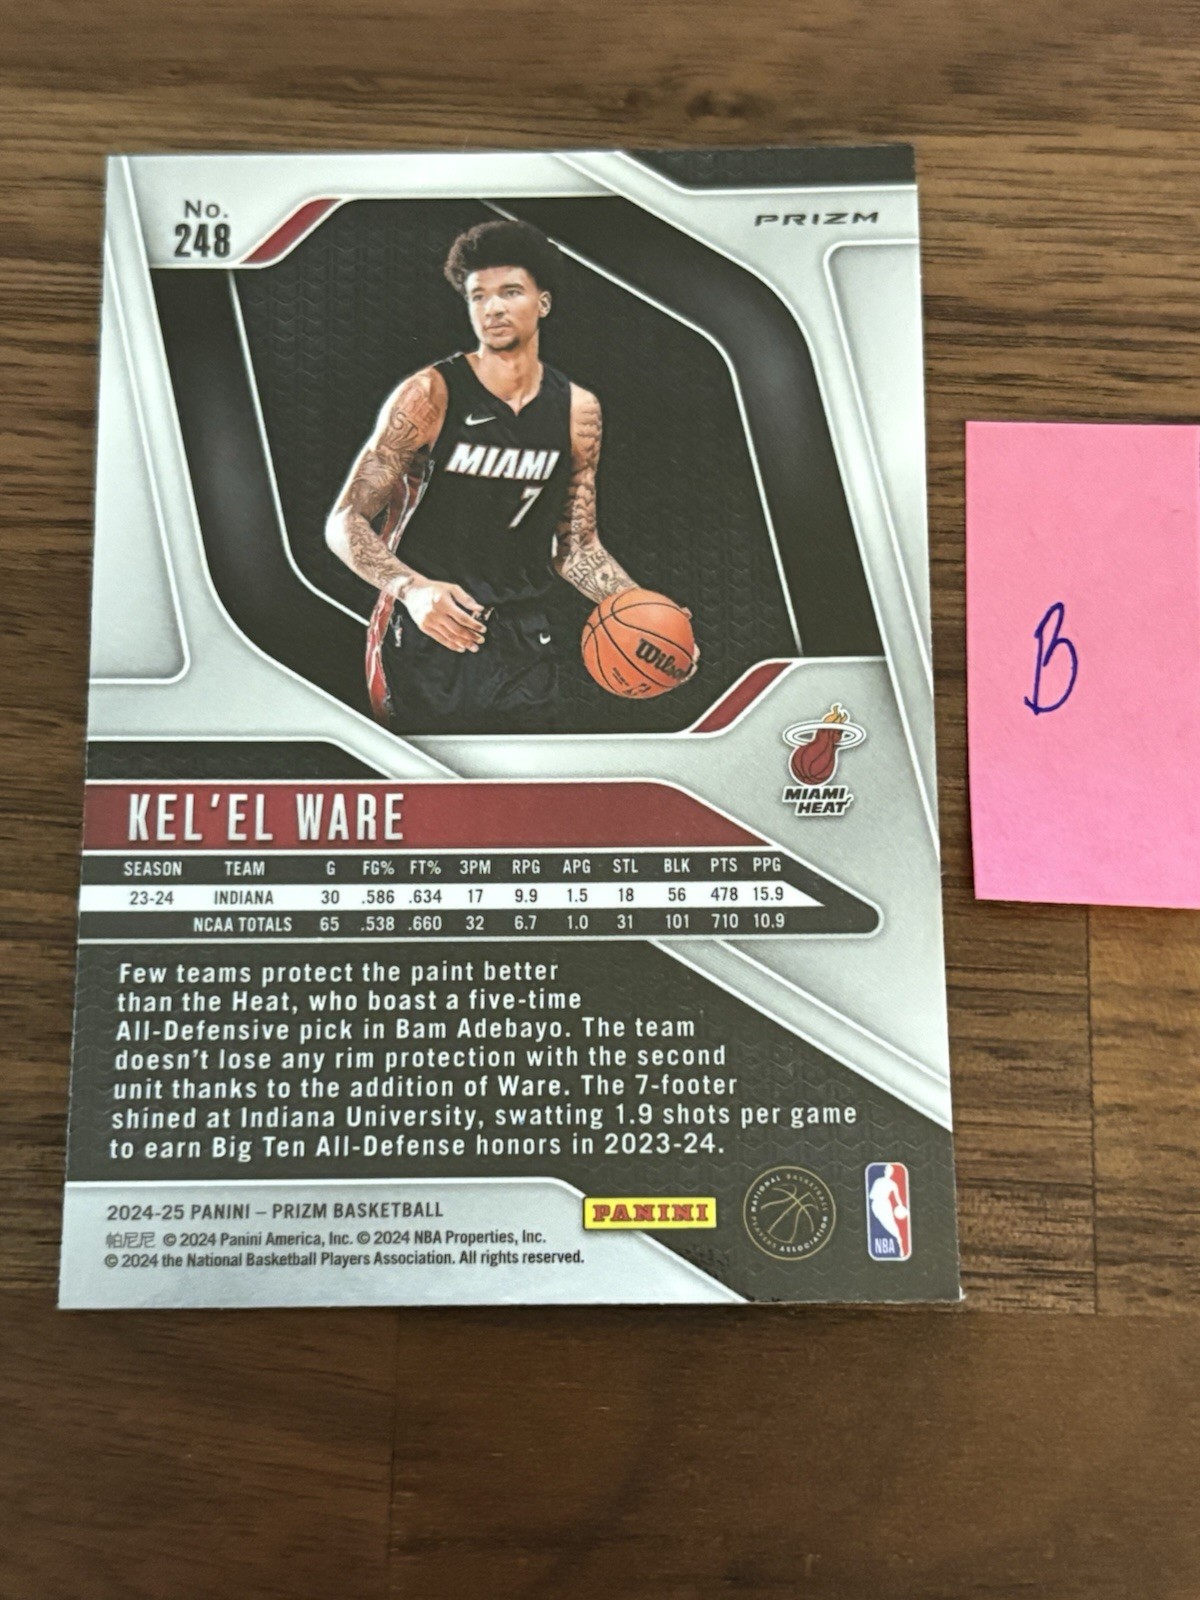 No.
248
PRIZM
MIAMI
7
Wilson
MIAMI
HEAT
B
KEL'EL WARE
SEASON TEAM G FG% FT% 3PM RPG APG STL BLK PTS PPG
23-24 INDIANA 30 .586 .634 17 9.9 1.5 18 56 478 15.9
NCAA TOTALS 65 .538 .660 32 6.7 1.0 31 101 710 10.9
Few teams protect the paint better
than the Heat, who boast a five-time
All-Defensive pick in Bam Adebayo. The team
doesn't lose any rim protection with the second
unit thanks to the addition of Ware. The 7-footer
shined at Indiana University, swatting 1.9 shots per game
to earn Big Ten All-Defense honors in 2023-24.
2024-25 PANINI – PRIZM BASKETBALL
帕尼尼 © 2024 Panini America, Inc. © 2024 NBA Properties, Inc.
© 2024 the National Basketball Players Association. All rights reserved.
PANINI
NATIONAL BASKETBALL PLAYERS ASSOCIATION
NBA